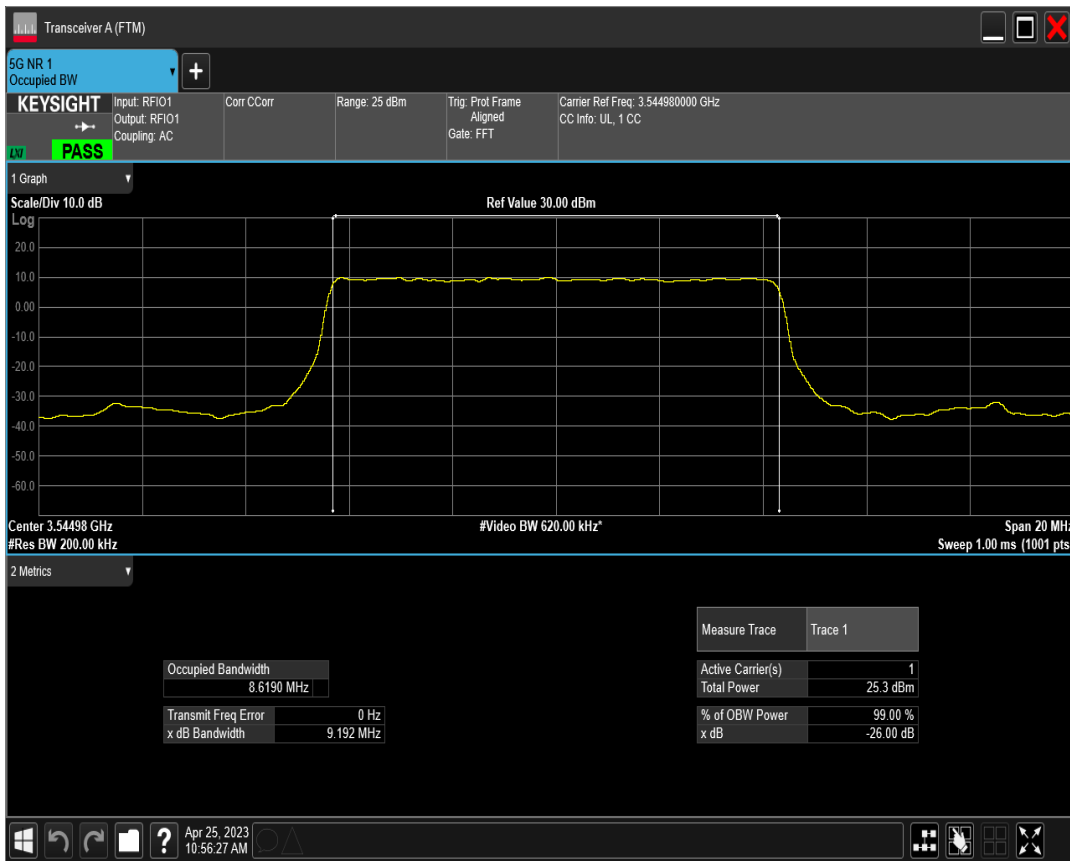 Transceiver A (FTM)
5G NR 1
Occupied BW
+
KEYSIGHT
LXI
PASS
Input: RFIO1
Output: RFIO1
Coupling: AC
Corr CCorr
Range: 25 dBm
Trig: Prot Frame
Aligned
Gate: FFT
Carrier Ref Freq: 3.544980000 GHz
CC Info: UL, 1 CC
1 Graph
Scale/Div 10.0 dB
Ref Value 30.00 dBm
Log
20.0
10.0
0.00
-10.0
-20.0
-30.0
-40.0
-50.0
-60.0
Center 3.54498 GHz
#Video BW 620.00 kHz*
Span 20 MHz
#Res BW 200.00 kHz
Sweep 1.00 ms (1001 pts
2 Metrics
Measure Trace Trace 1
Occupied Bandwidth
8.6190 MHz
Active Carrier(s) 1
Total Power 25.3 dBm
Transmit Freq Error 0 Hz
x dB Bandwidth 9.192 MHz
% of OBW Power 99.00 %
x dB -26.00 dB
?
Apr 25, 2023
10:56:27 AM